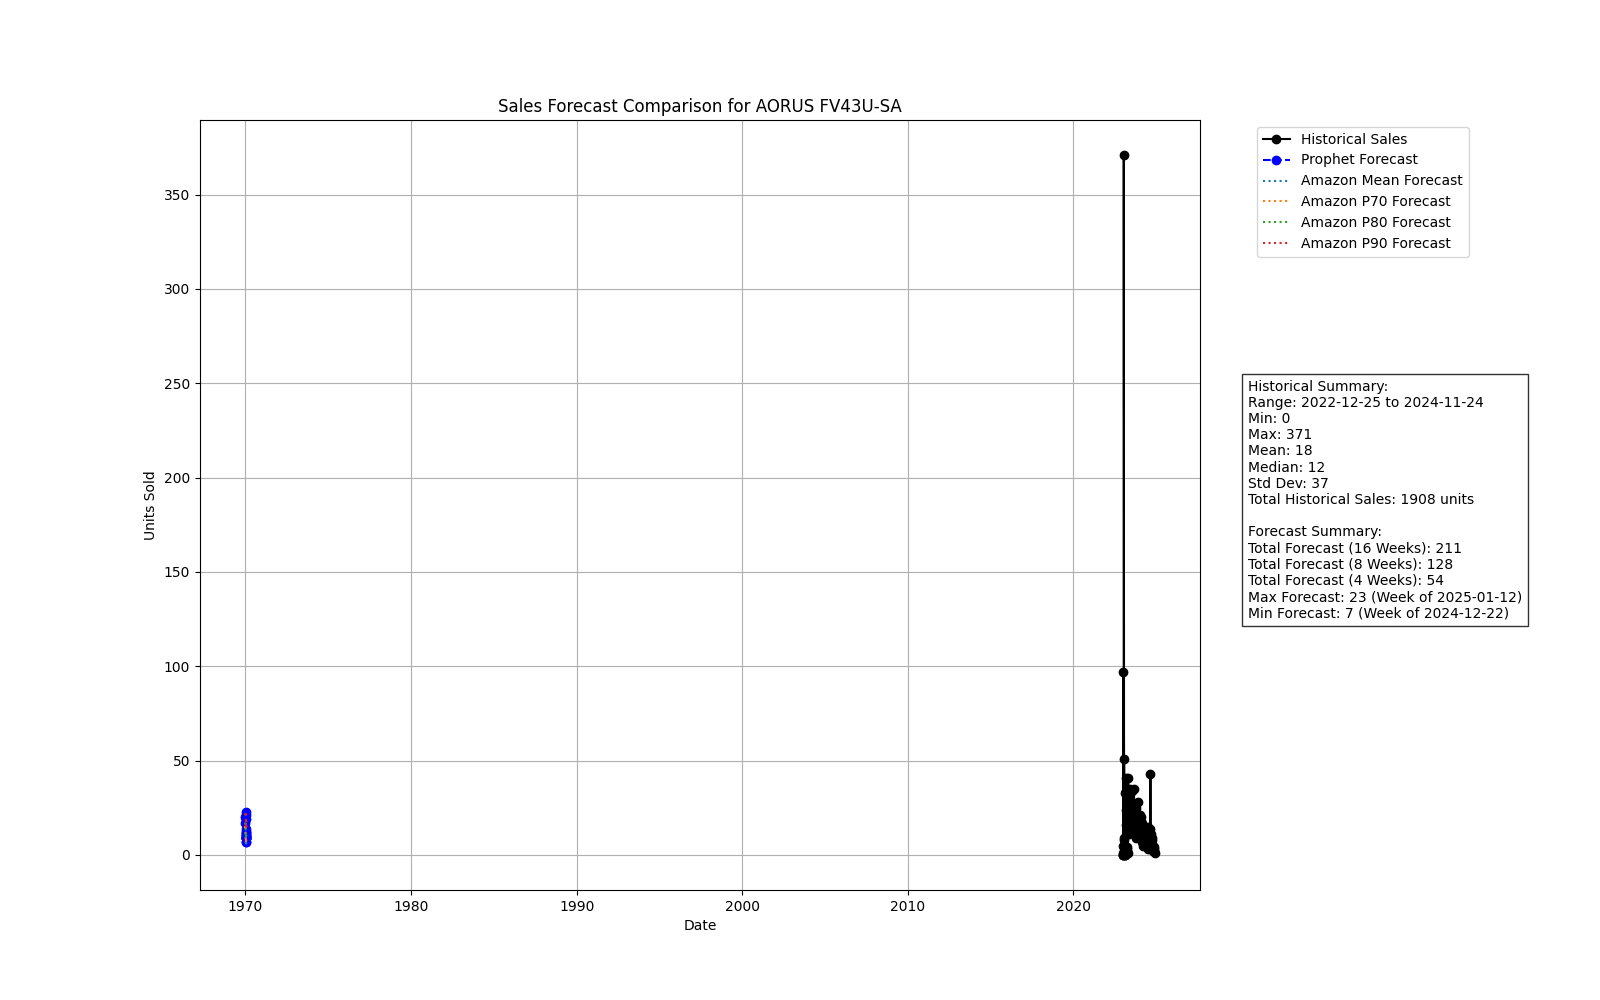 Sales Forecast Comparison for AORUS FV43U-SA
Historical Sales
Prophet Forecast
Amazon Mean Forecast
Amazon P70 Forecast
Amazon P80 Forecast
Amazon P90 Forecast
350
300
250
200
150
100
50
0
Units Sold
1970
1980
1990
2000
2010
2020
Date
Historical Summary:
Range: 2022-12-25 to 2024-11-24
Min: 0
Max: 371
Mean: 18
Median: 12
Std Dev: 37
Total Historical Sales: 1908 units
Forecast Summary:
Total Forecast (16 Weeks): 211
Total Forecast (8 Weeks): 128
Total Forecast (4 Weeks): 54
Max Forecast: 23 (Week of 2025-01-12)
Min Forecast: 7 (Week of 2024-12-22)